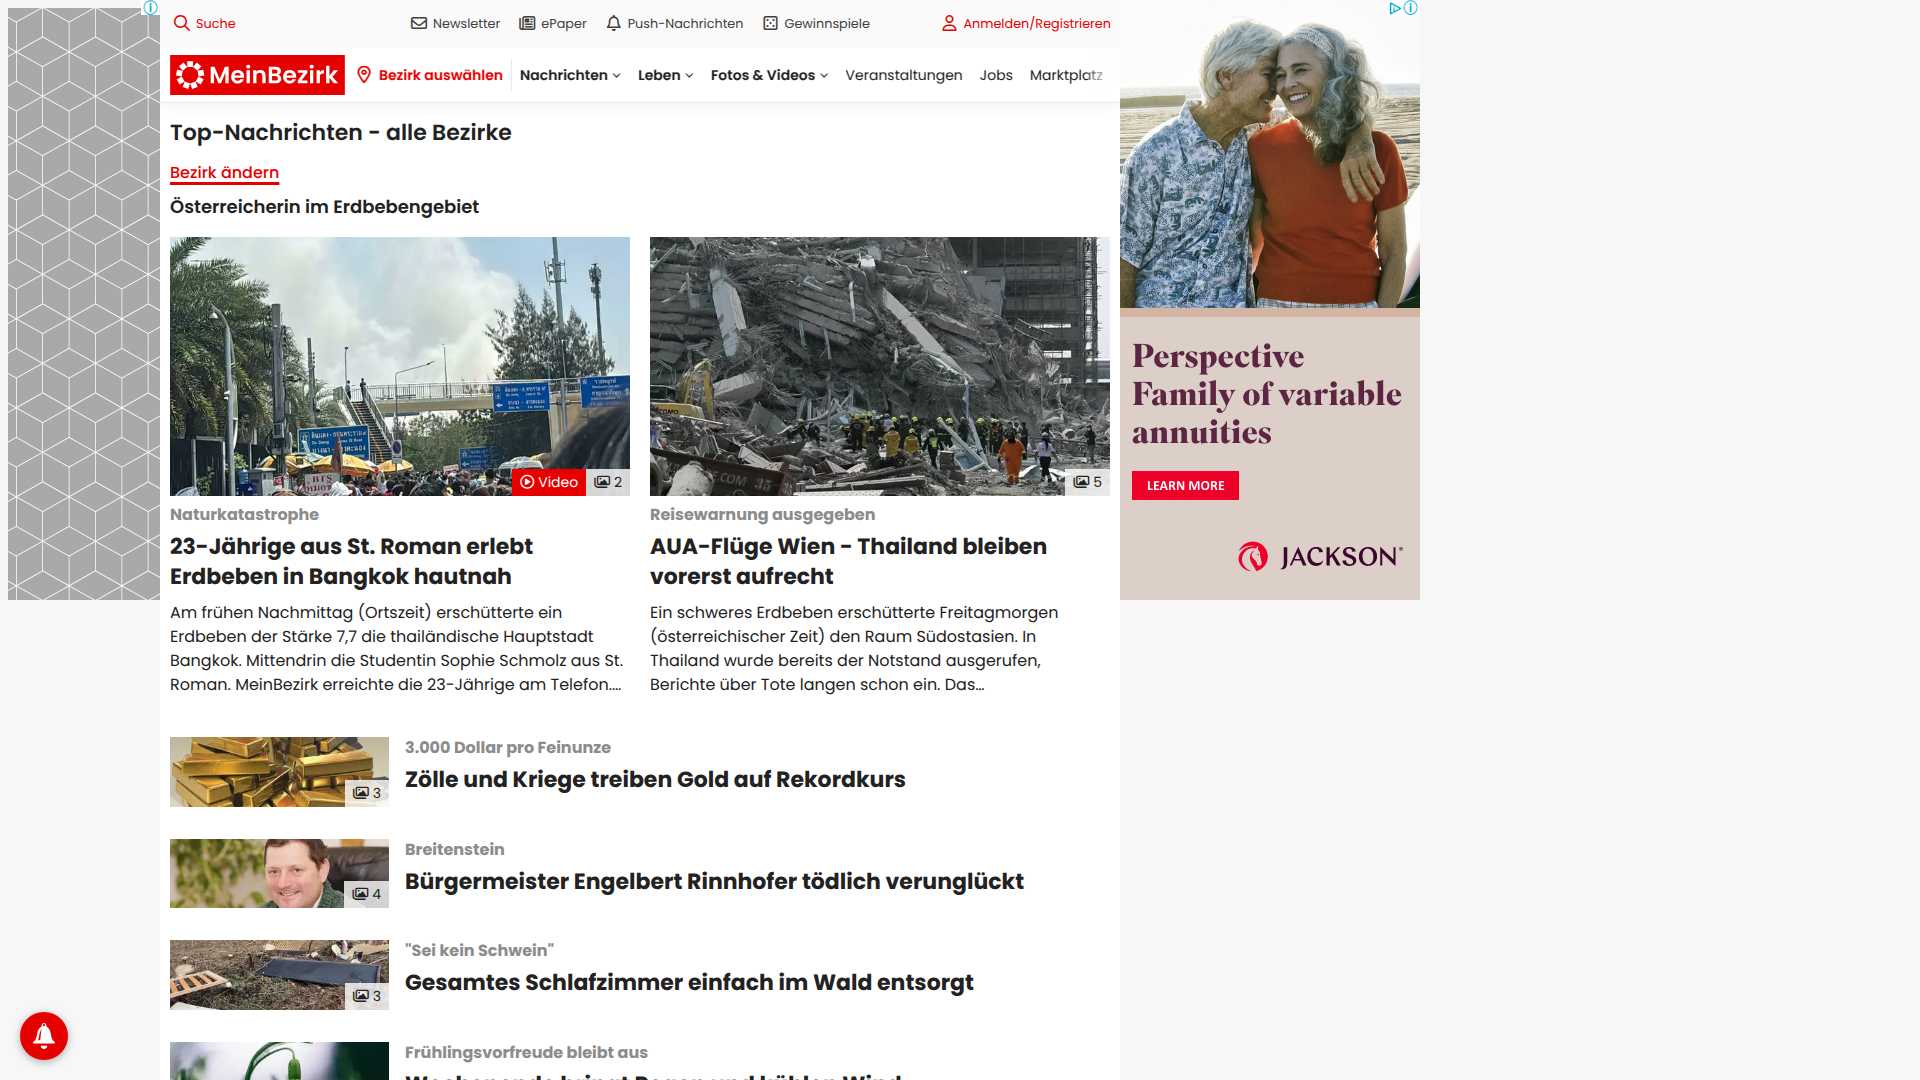 Suche
Newsletter
ePaper
Push-Nachrichten
Gewinnspiele
Anmelden/Registrieren
MeinBezirk
Bezirk auswählen
Nachrichten
Leben
Fotos & Videos
Veranstaltungen
Jobs
Marktplatz
Top-Nachrichten - alle Bezirke
Bezirk ändern
Österreicherin im Erdbebengebiet
Video
2
5
Naturkatastrophe
23-Jährige aus St. Roman erlebt
Erdbeben in Bangkok hautnah
Am frühen Nachmittag (Ortszeit) erschütterte ein
Erdbeben der Stärke 7,7 die thailändische Hauptstadt
Bangkok. Mittendrin die Studentin Sophie Schmolz aus St.
Roman. MeinBezirk erreichte die 23-Jährige am Telefon....
Reisewarnung ausgegeben
AUA-Flüge Wien - Thailand bleiben
vorerst aufrecht
Ein schweres Erdbeben erschütterte Freitagmorgen
(österreichischer Zeit) den Raum Südostasien. In
Thailand wurde bereits der Notstand ausgerufen,
Berichte über Tote langen schon ein. Das…
3
3.000 Dollar pro Feinunze
Zölle und Kriege treiben Gold auf Rekordkurs
4
Breitenstein
Bürgermeister Engelbert Rinnhofer tödlich verunglückt
3
"Sei kein Schwein"
Gesamtes Schlafzimmer einfach im Wald entsorgt
Frühlingsvorfreude bleibt aus
Wochenende bringt Regen und kühlen Wind
Perspective
Family of variable
annuities
LEARN MORE
JACKSON®